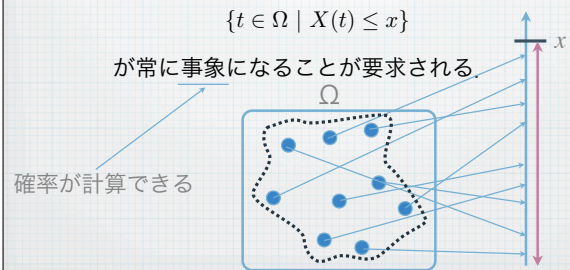 {t ∈ Ω | X(t) ≤ x}
x
が常に事象になることが要求される.
Ω
確率が計算できる